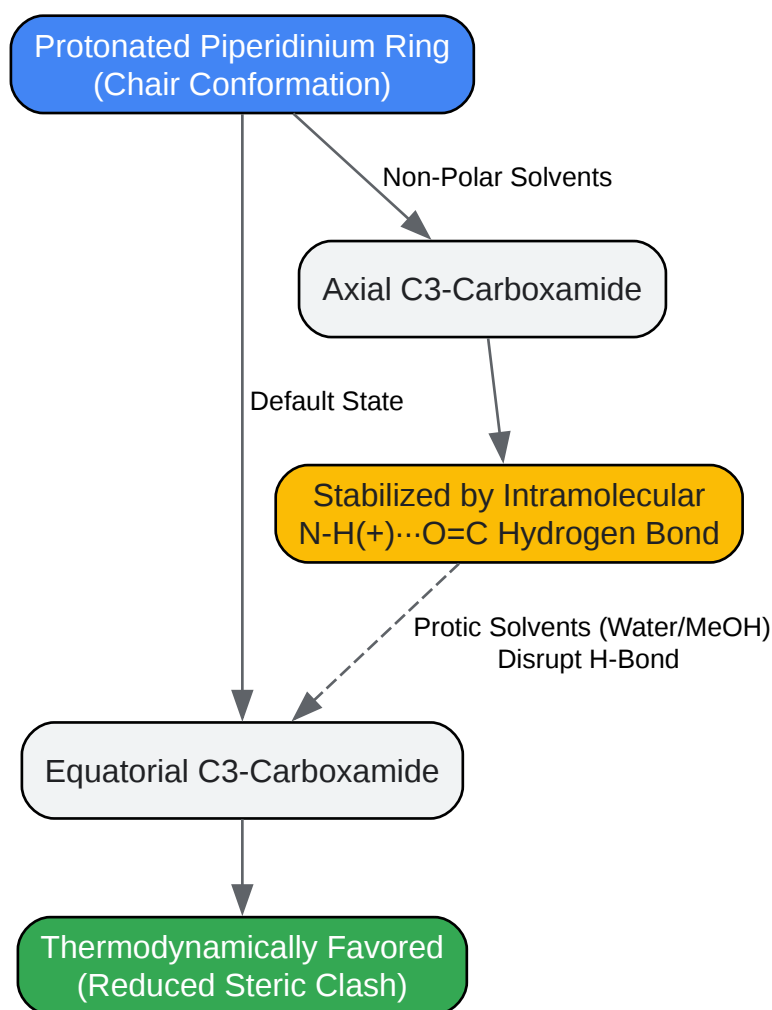 Protonated Piperidinium Ring
(Chair Conformation)
Non-Polar Solvents
Axial C3-Carboxamide
Default State
Stabilized by Intramolecular
N-H(+)···O=C Hydrogen Bond
Protic Solvents (Water/MeOH)
Disrupt H-Bond
Equatorial C3-Carboxamide
Thermodynamically Favored
(Reduced Steric Clash)